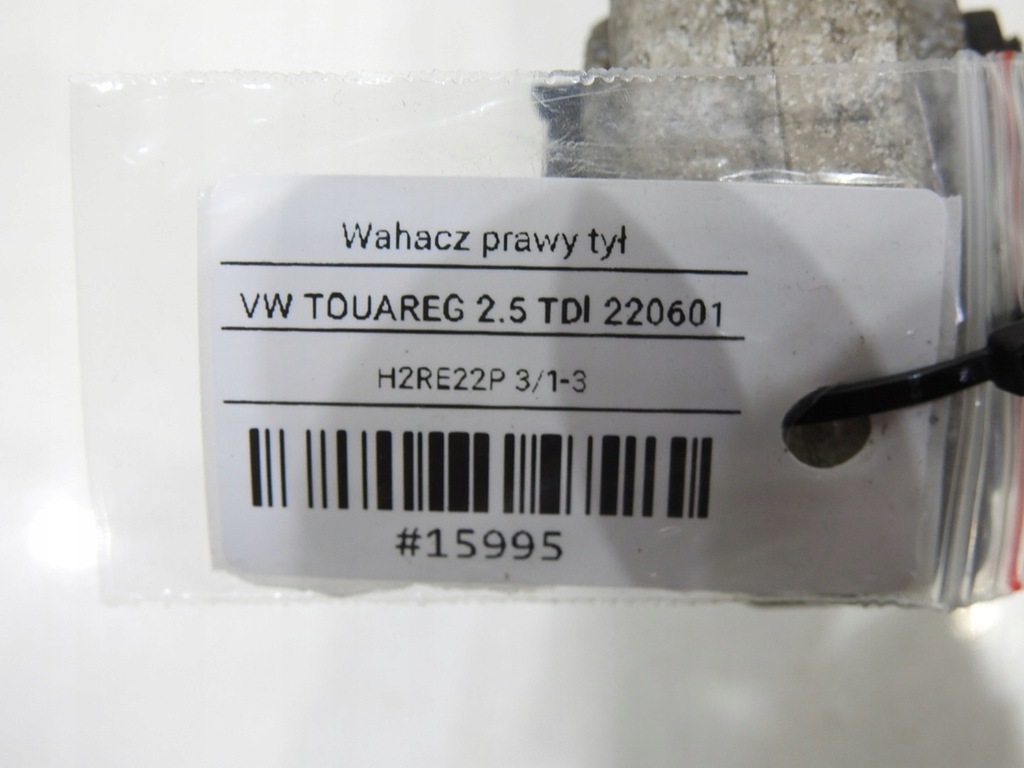 Wahacz prawy tył
VW TOUAREG 2.5 TDI 220601
H2RE22P 3/1-3
#15995